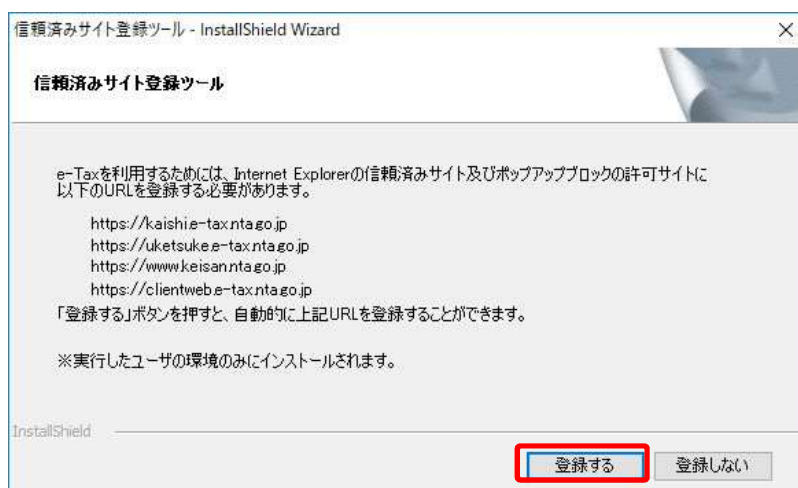 信頼済みサイト登録ツール - InstallShield Wizard
信頼済みサイト登録ツール
e-Taxを利用するためには、Internet Explorerの信頼済みサイト及びポップアップブロックの許可サイトに
以下のURLを登録する必要があります。
https://kaishi.e-tax.nta.go.jp
https://uketsuke.e-tax.nta.go.jp
https://www.keisan.nta.go.jp
https://clientweb.e-tax.nta.go.jp
「登録する」ボタンを押すと、自動的に上記URLを登録することができます。
※実行したユーザの環境のみにインストールされます。
InstallShield
登録する 登録しない